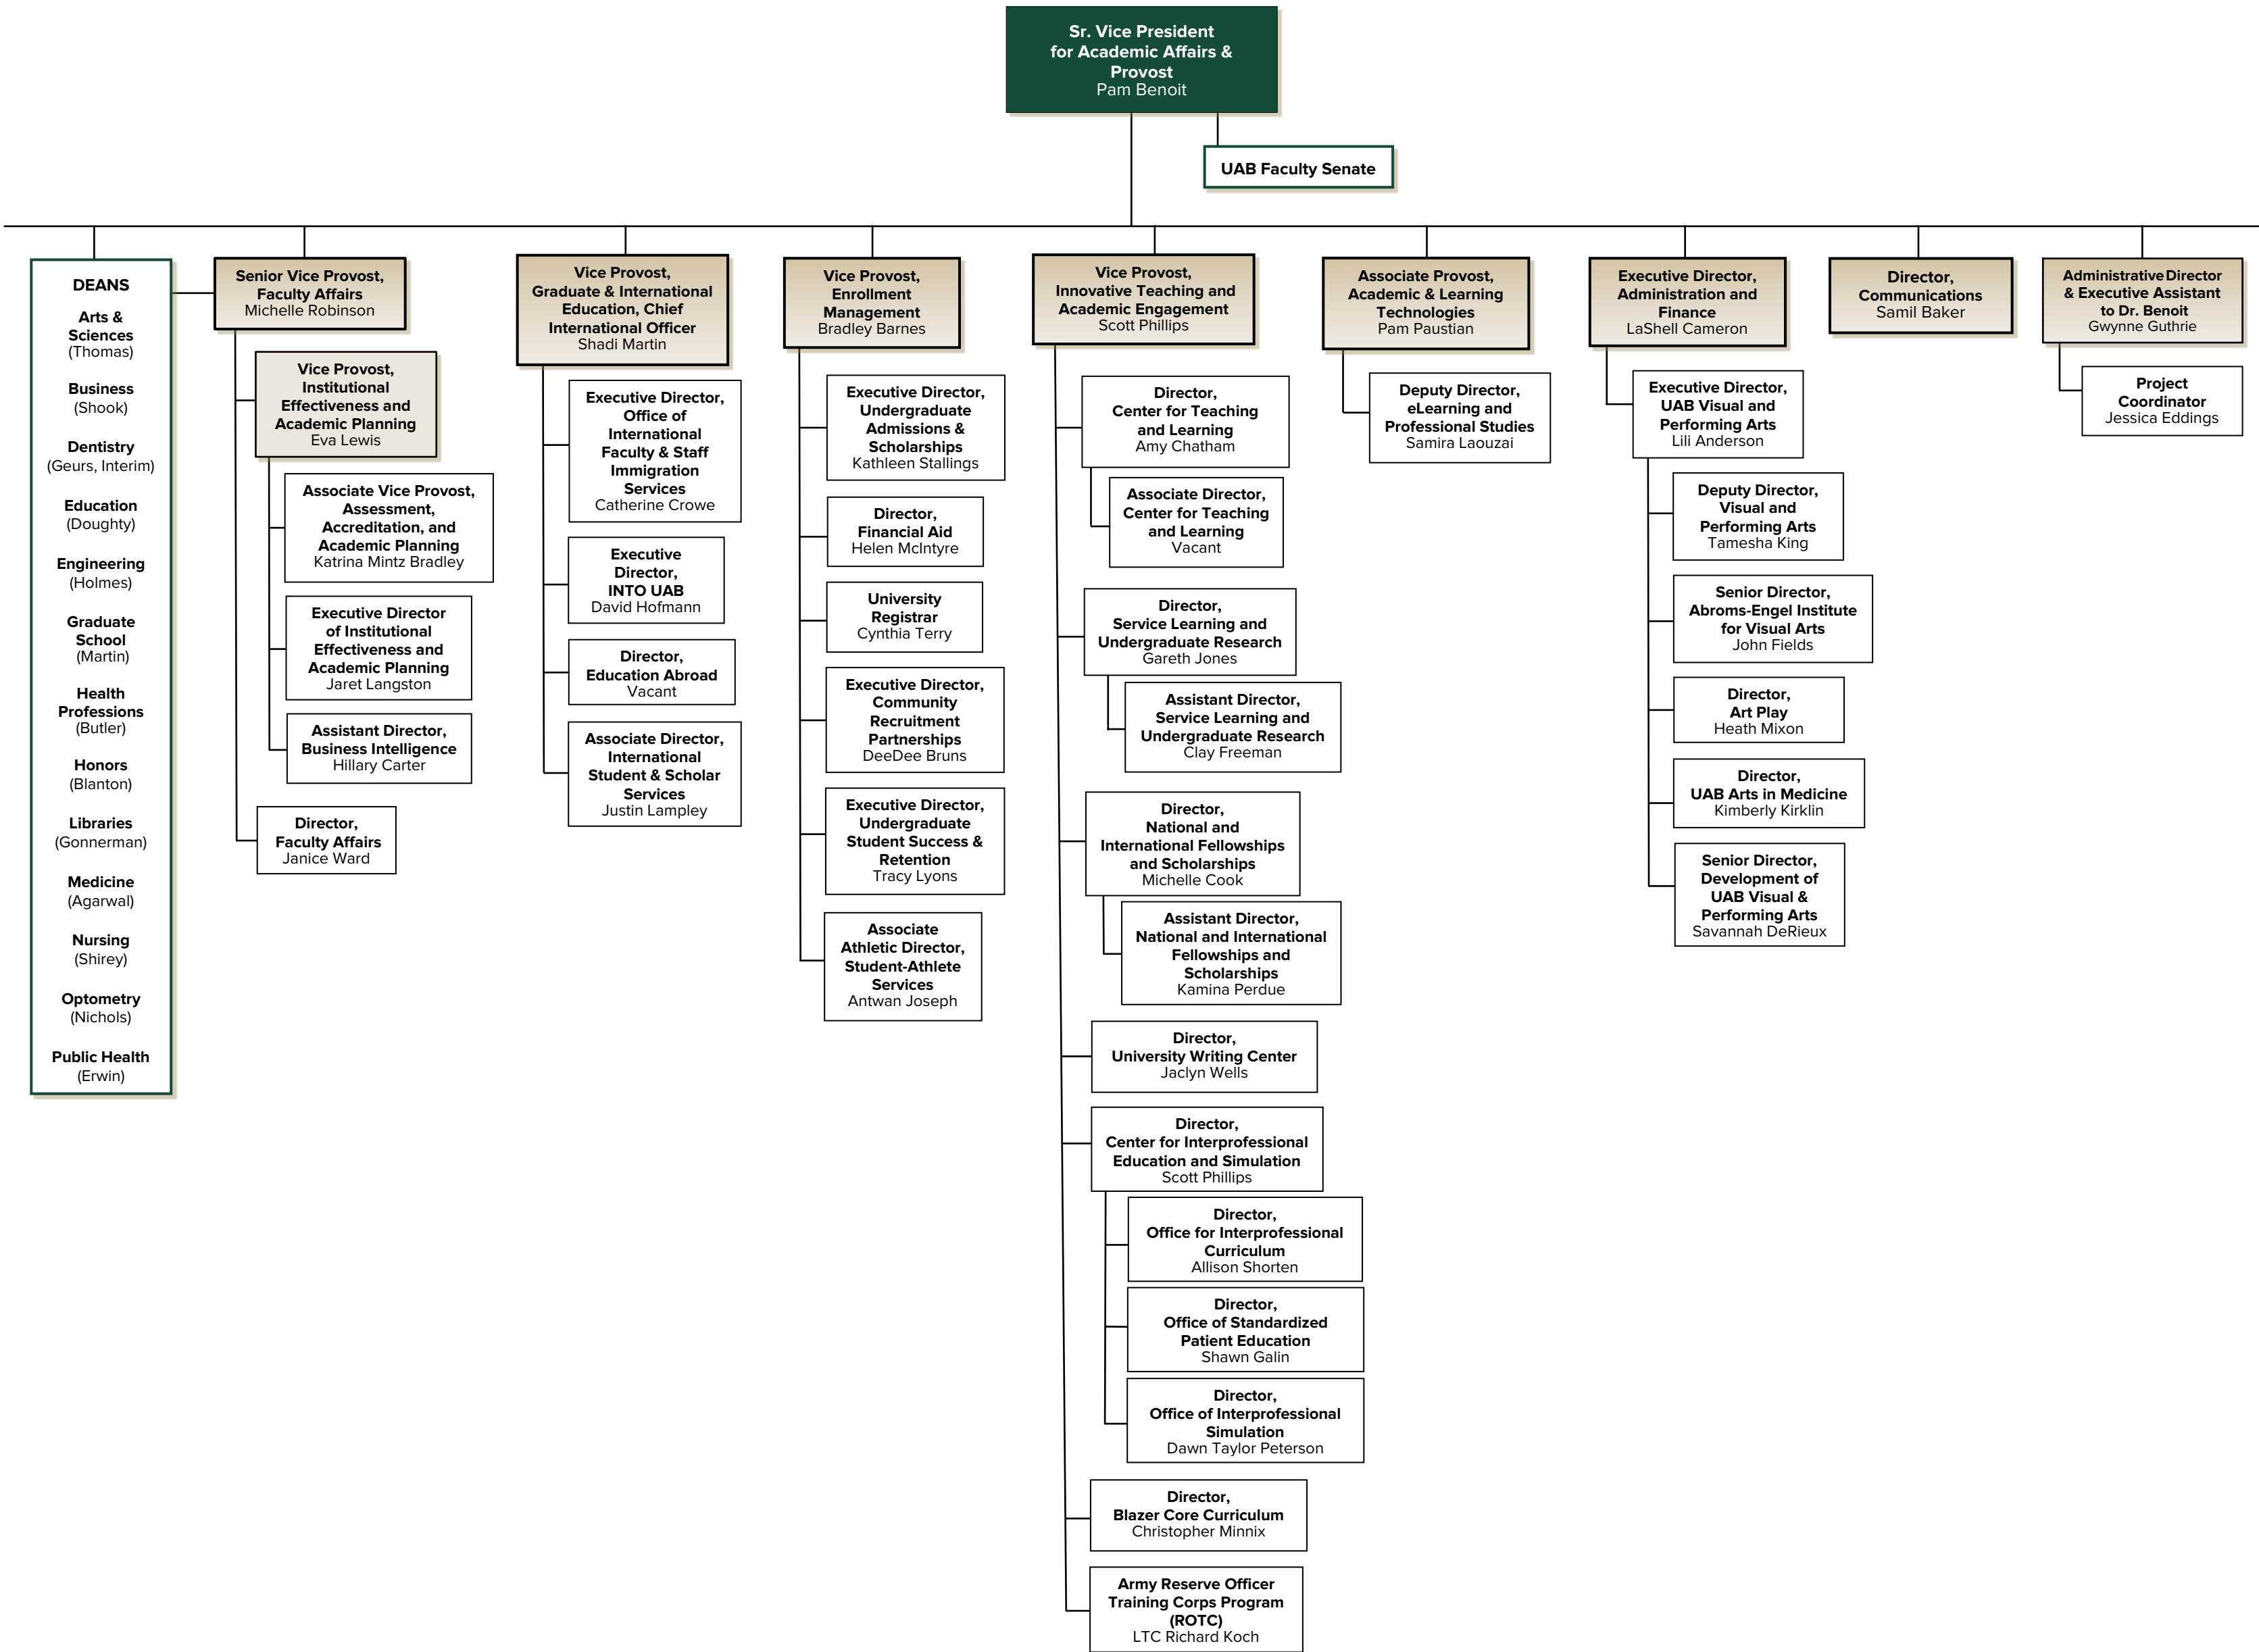 Sr. Vice President
for Academic Affairs &
Provost
Pam Benoit
UAB Faculty Senate
DEANS
Arts &
Sciences
(Thomas)
Business
(Shook)
Dentistry
(Geurs, Interim)
Education
(Doughty)
Engineering
(Holmes)
Graduate
School
(Martin)
Health
Professions
(Butler)
Honors
(Blanton)
Libraries
(Gonnerman)
Medicine
(Agarwal)
Nursing
(Shirey)
Optometry
(Nichols)
Public Health
(Erwin)
Senior Vice Provost,
Faculty Affairs
Michelle Robinson
Vice Provost,
Institutional
Effectiveness and
Academic Planning
Eva Lewis
Associate Vice Provost,
Assessment,
Accreditation, and
Academic Planning
Katrina Mintz Bradley
Executive Director
of Institutional
Effectiveness and
Academic Planning
Jaret Langston
Assistant Director,
Business Intelligence
Hillary Carter
Director,
Faculty Affairs
Janice Ward
Vice Provost,
Graduate & International
Education, Chief
International Officer
Shadi Martin
Executive Director,
Office of
International
Faculty & Staff
Immigration
Services
Catherine Crowe
Executive
Director,
INTO UAB
David Hofmann
Director,
Education Abroad
Vacant
Associate Director,
International
Student & Scholar
Services
Justin Lampley
Vice Provost,
Enrollment
Management
Bradley Barnes
Executive Director,
Undergraduate
Admissions &
Scholarships
Kathleen Stallings
Director,
Financial Aid
Helen McIntyre
University
Registrar
Cynthia Terry
Executive Director,
Community
Recruitment
Partnerships
DeeDee Bruns
Executive Director,
Undergraduate
Student Success &
Retention
Tracy Lyons
Associate
Athletic Director,
Student-Athlete
Services
Antwan Joseph
Vice Provost,
Innovative Teaching and
Academic Engagement
Scott Phillips
Director,
Center for Teaching
and Learning
Amy Chatham
Associate Director,
Center for Teaching
and Learning
Vacant
Director,
Service Learning and
Undergraduate Research
Gareth Jones
Assistant Director,
Service Learning and
Undergraduate Research
Clay Freeman
Director,
National and
International Fellowships
and Scholarships
Michelle Cook
Assistant Director,
National and International
Fellowships and
Scholarships
Kamina Perdue
Director,
University Writing Center
Jaclyn Wells
Director,
Center for Interprofessional
Education and Simulation
Scott Phillips
Director,
Office for Interprofessional
Curriculum
Allison Shorten
Director,
Office of Standardized
Patient Education
Shawn Galin
Director,
Office of Interprofessional
Simulation
Dawn Taylor Peterson
Director,
Blazer Core Curriculum
Christopher Minnix
Army Reserve Officer
Training Corps Program
(ROTC)
LTC Richard Koch
Associate Provost,
Academic & Learning
Technologies
Pam Paustian
Deputy Director,
eLearning and
Professional Studies
Samira Laouzai
Executive Director,
Administration and
Finance
LaShell Cameron
Executive Director,
UAB Visual and
Performing Arts
Lili Anderson
Deputy Director,
Visual and
Performing Arts
Tamesha King
Senior Director,
Abroms-Engel Institute
for Visual Arts
John Fields
Director,
Art Play
Heath Mixon
Director,
UAB Arts in Medicine
Kimberly Kirklin
Senior Director,
Development of
UAB Visual &
Performing Arts
Savannah DeRieux
Director,
Communications
Samil Baker
Administrative Director
& Executive Assistant
to Dr. Benoit
Gwynne Guthrie
Project
Coordinator
Jessica Eddings